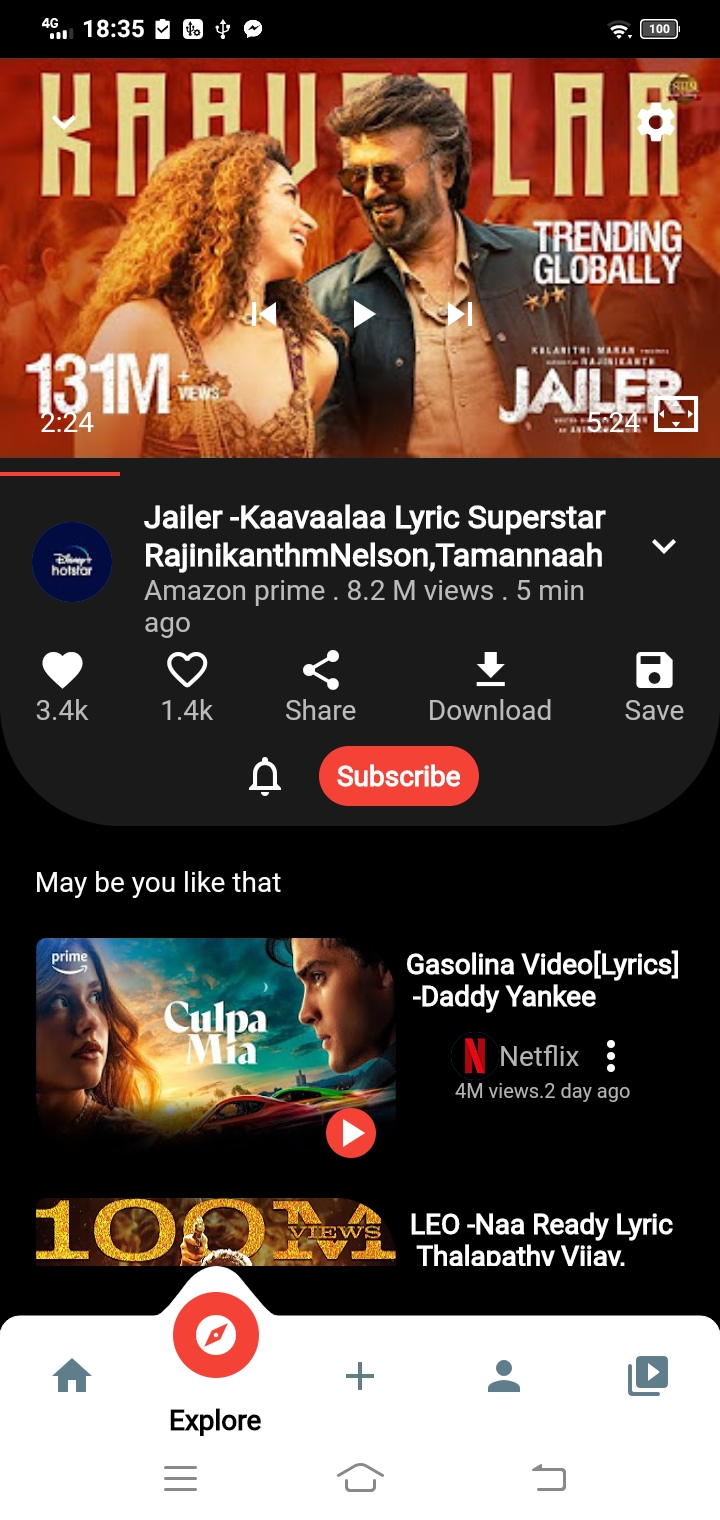 4G 18:35 100
KAAVAALAA
TRENDING
GLOBALLY
KALANITHI MARAN
RAJINIKANTH
131M+
VIEWS
JAILER
2:24 5:24
Disney+
hotstar
Jailer -Kaavaalaa Lyric Superstar
RajinikanthmNelson,Tamannaah
Amazon prime . 8.2 M views . 5 min
ago
3.4k 1.4k Share Download Save
Subscribe
May be you like that
prime
Culpa
Mia
Gasolina Video[Lyrics]
-Daddy Yankee
N Netflix
4M views.2 day ago
100M
VIEWS
LEO -Naa Ready Lyric
Thalapathy Vijay,
Explore